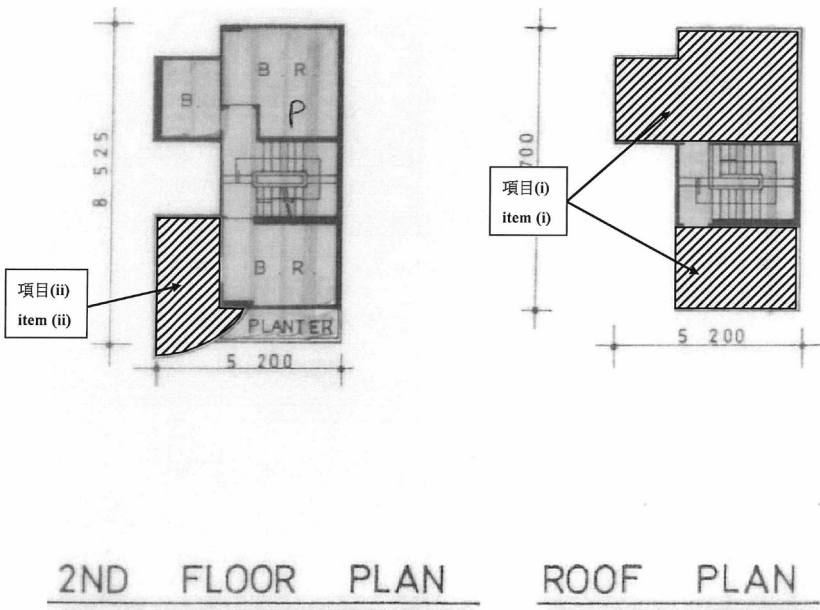 B . R .
B .
P
8 525
B . R .
PLANTER
5 200
項目(ii)
item (ii)
2ND FLOOR PLAN
700
項目(i)
item (i)
5 200
ROOF PLAN